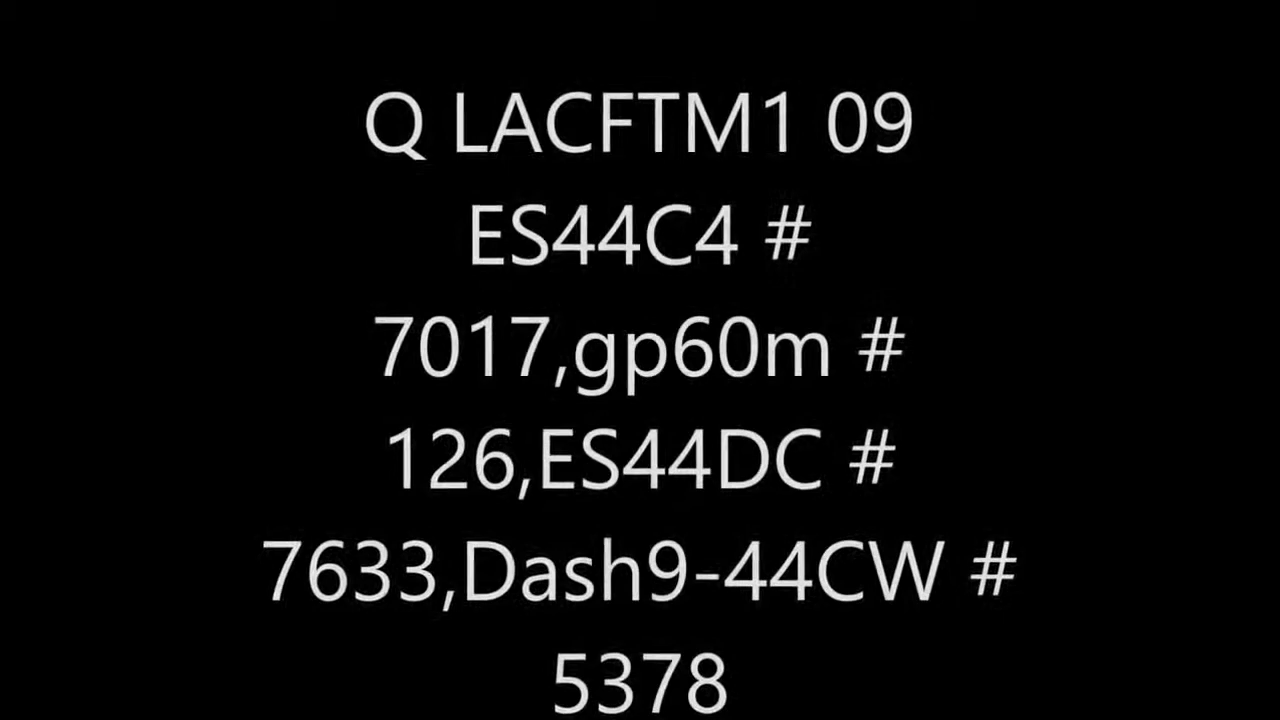 Q LACFTM1 09
ES44C4 #
7017,gp60m #
126,ES44DC #
7633,Dash9-44CW #
5378